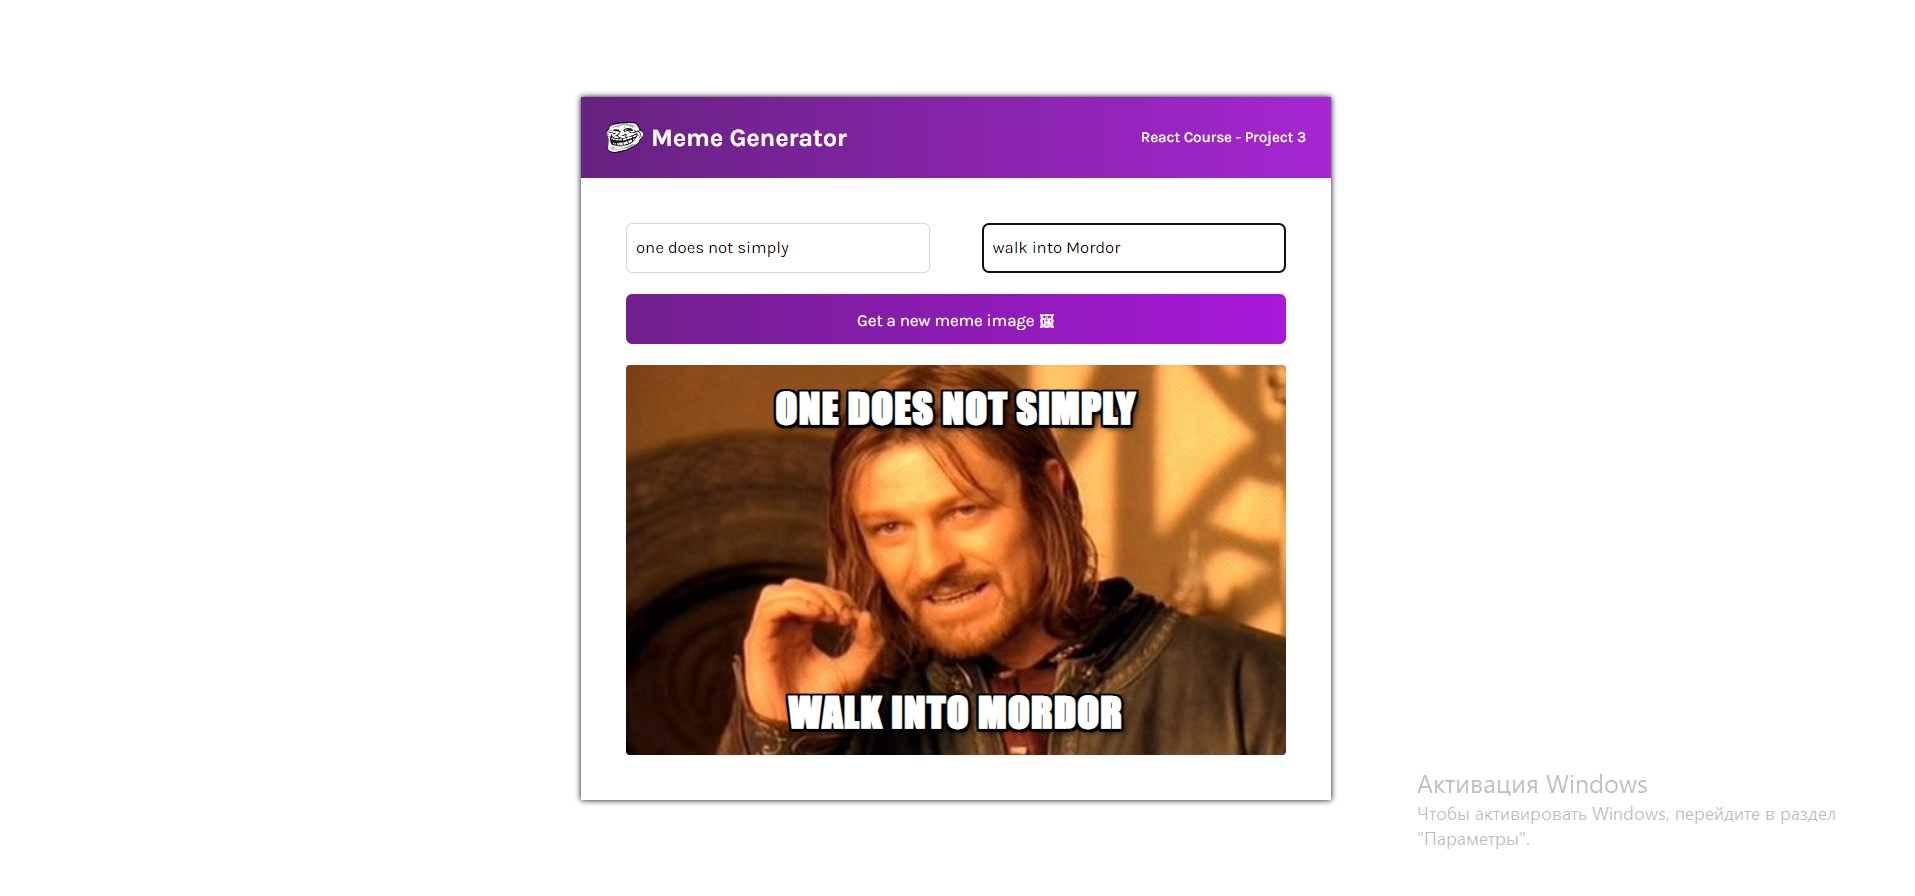 Meme Generator
React Course - Project 3
one does not simply
walk into Mordor
Get a new meme image 🖼
ONE DOES NOT SIMPLY
WALK INTO MORDOR
Активация Windows
Чтобы активировать Windows, перейдите в раздел
"Параметры".